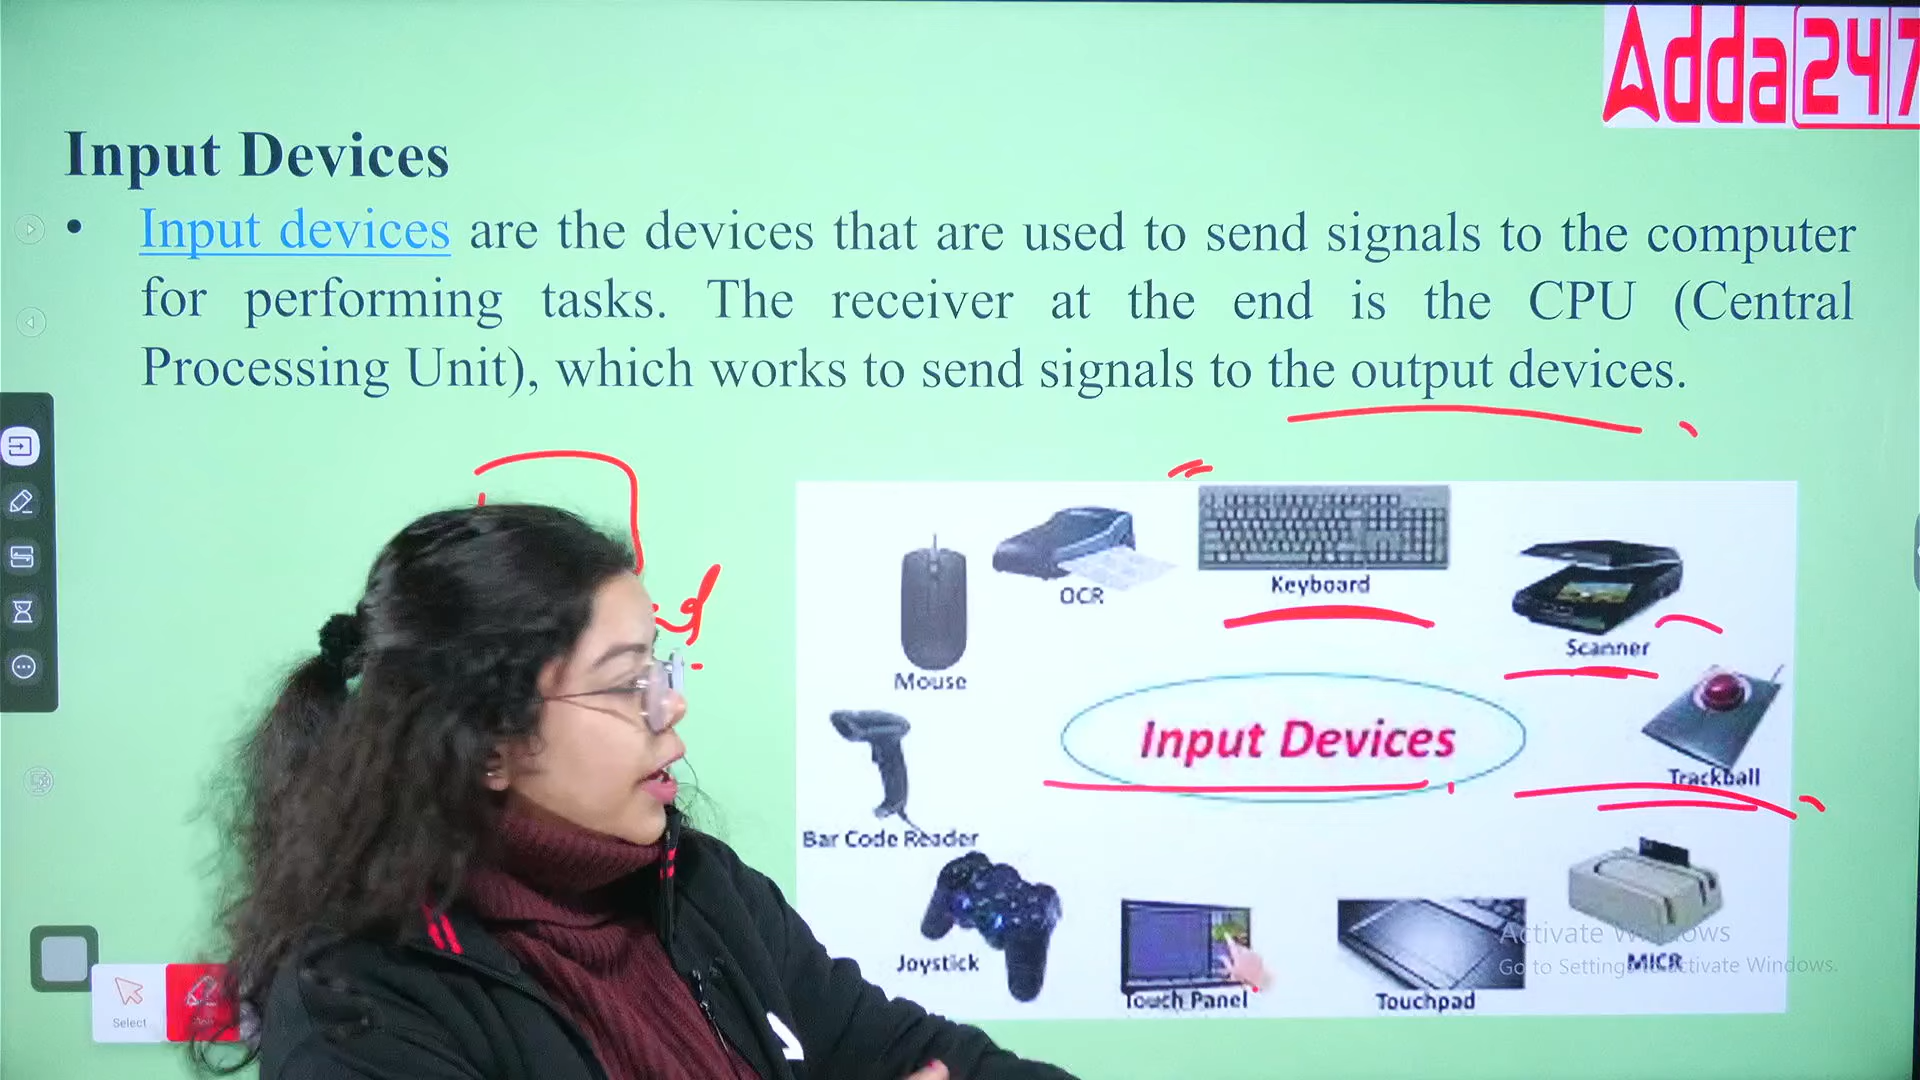 Adda247
Input Devices
• Input devices are the devices that are used to send signals to the computer
for performing tasks. The receiver at the end is the CPU (Central
Processing Unit), which works to send signals to the output devices.
OCR
Keyboard
Scanner
Mouse
Input Devices
Trackball
Bar Code Reader
Joystick
Touch Panel
Touchpad
MICR
Activate Windows
Go to Settings to activate Windows.
Select